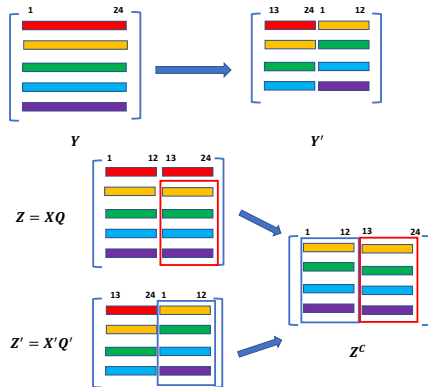 1 24
13 24 1 12
Y
Y′
1 12 13 24
Z = XQ
1 12 13 24
13 24 1 12
Z′ = X′Q′
Z^C